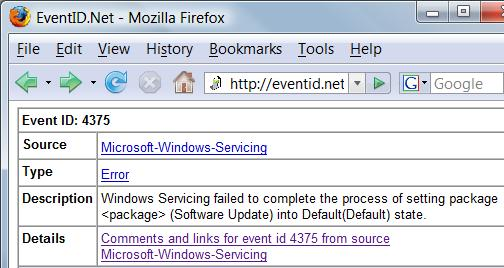 EventID.Net - Mozilla Firefox
File Edit View History Bookmarks Tools Help
http://eventid.net G Google
Event ID: 4375
Source Microsoft-Windows-Servicing
Type Error
Description Windows Servicing failed to complete the process of setting package
<package> (Software Update) into Default(Default) state.
Details Comments and links for event id 4375 from source
Microsoft-Windows-Servicing